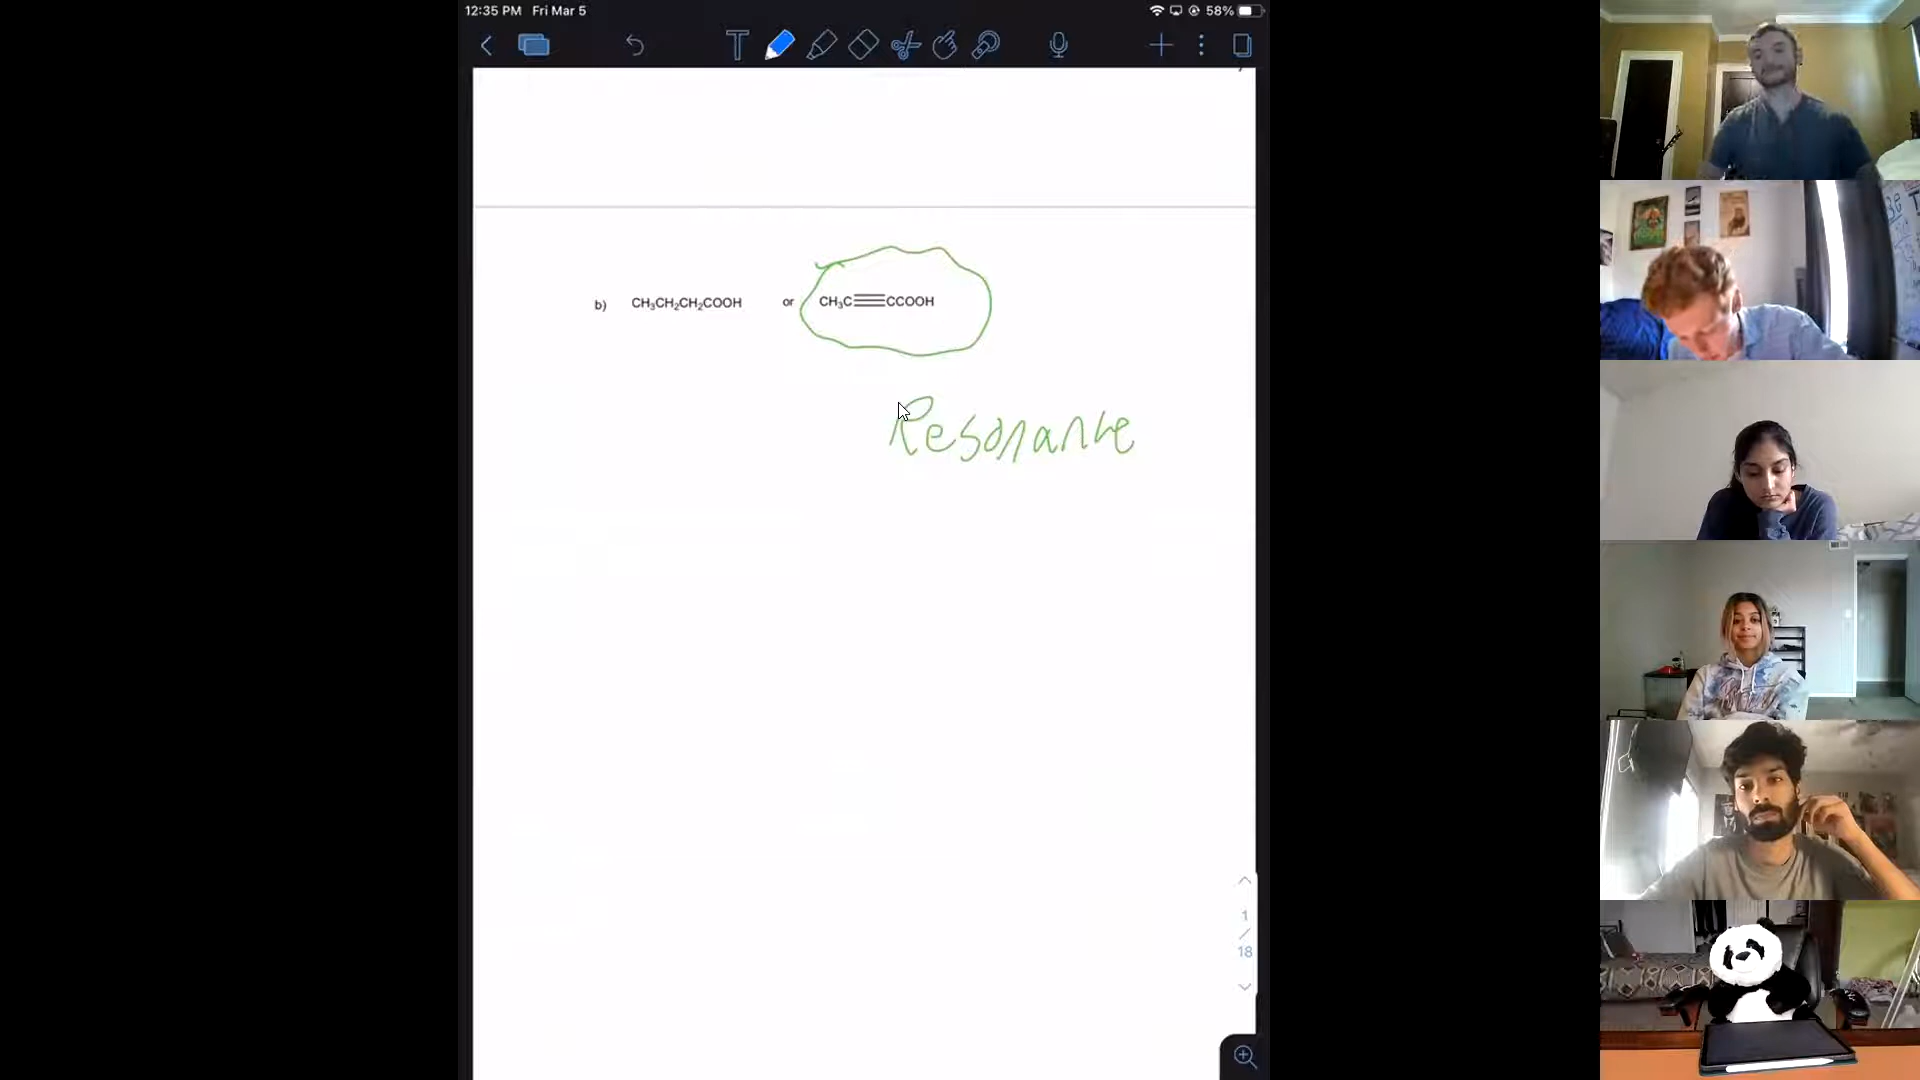 12:35 PM Fri Mar 5
58%
T
b) CH₃CH₂CH₂COOH or CH₃C≡CCOOH
Resonance
1
/
18